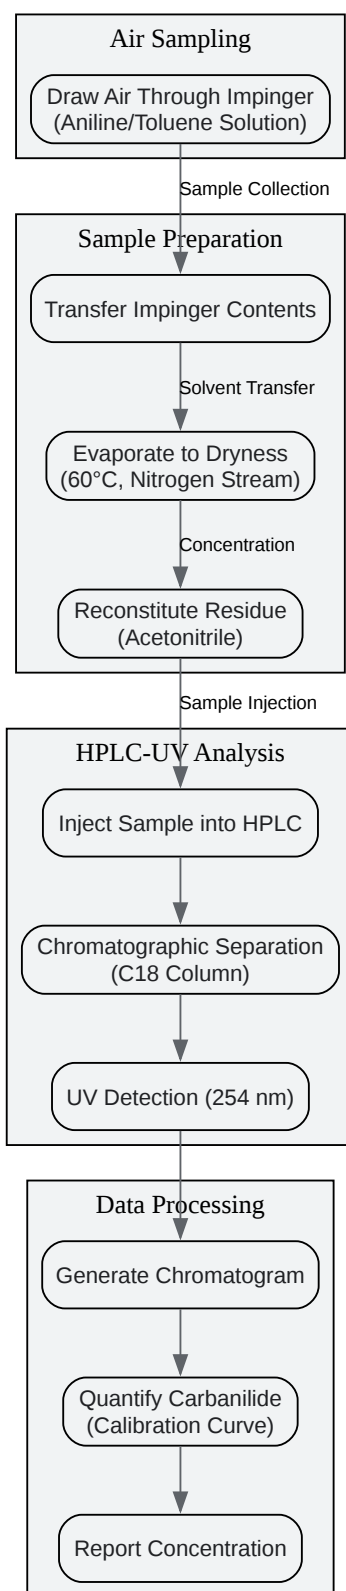 Air Sampling
Draw Air Through Impinger
(Aniline/Toluene Solution)
Sample Collection
Sample Preparation
Transfer Impinger Contents
Solvent Transfer
Evaporate to Dryness
(60°C, Nitrogen Stream)
Concentration
Reconstitute Residue
(Acetonitrile)
Sample Injection
HPLC-UV Analysis
Inject Sample into HPLC
Chromatographic Separation
(C18 Column)
UV Detection (254 nm)
Data Processing
Generate Chromatogram
Quantify Carbanilide
(Calibration Curve)
Report Concentration